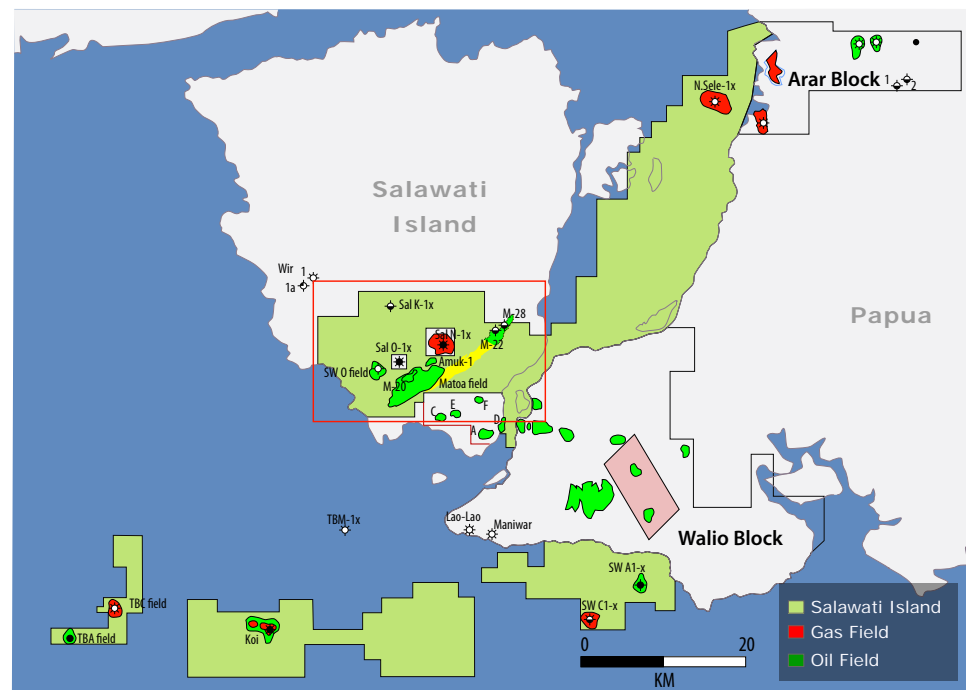 N.Sele-1x
Arar Block
1
2
Salawati
Island
Papua
Wir 1
1a
Sal K-1x
M-28
Sal N-1x
M-22
Sal O-1x
Amuk-1
SW O field
M-20
Matoa field
C
E
F
A
D
O
TBM-1x
Lao-Lao
Maniwar
Walio Block
SW A1-x
SW C1-x
TBC field
TBA field
Koi
Salawati Island
Gas Field
Oil Field
0
20
KM